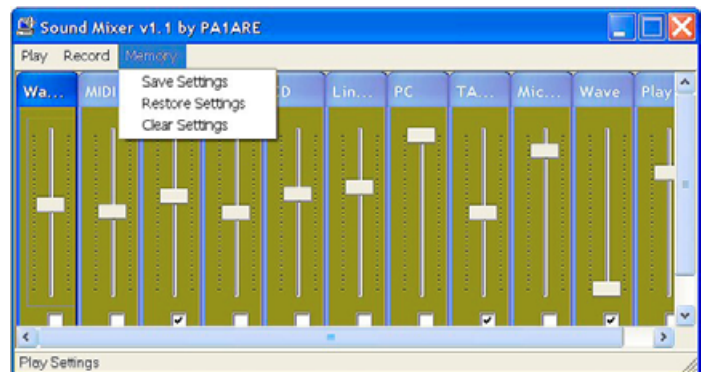 Sound Mixer v1.1 by PA1ARE
Play Record Memory
Save Settings
Restore Settings
Clear Settings
Wa... MIDI CD Lin... PC TA... Mic... Wave Play
Play Settings